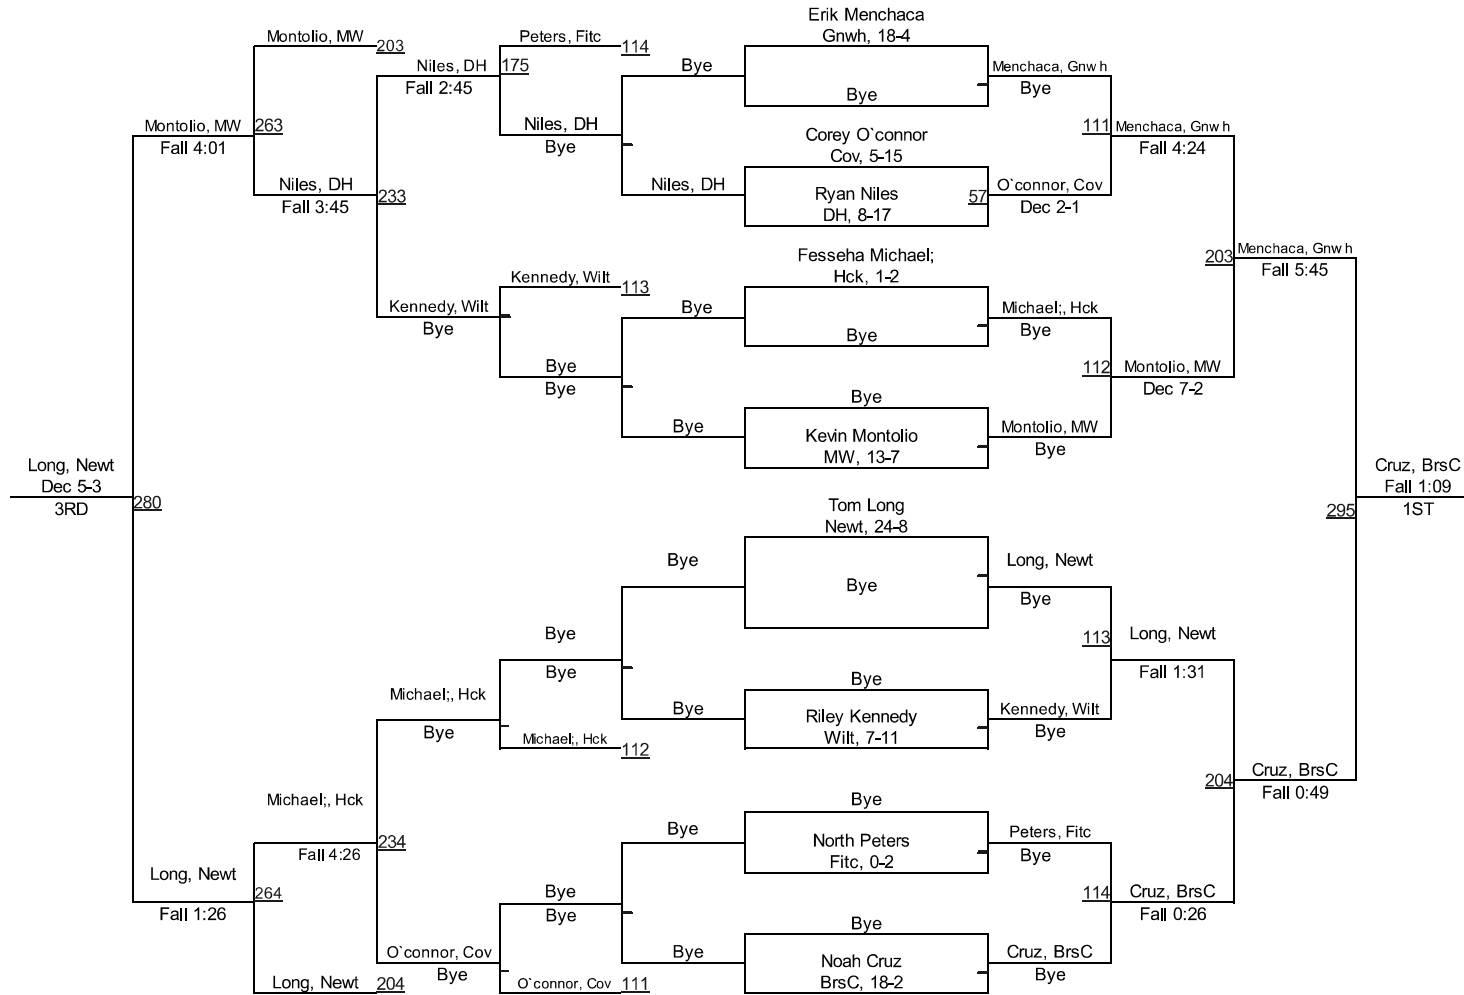 Erik Menchaca
Gnwh, 18-4
Montolio, MW
203
Peters, Fitc
114
Niles, DH
175
Bye
Menchaca, Gnwh
Fall 2:45
Bye
Bye
Montolio, MW
263
Niles, DH
Corey O`connor
111
Menchaca, Gnwh
Fall 4:01
Bye
Cov, 5-15
Fall 4:24
Niles, DH
Niles, DH
Ryan Niles
57
O`connor, Cov
Fall 3:45
233
DH, 8-17
Dec 2-1
Fesseha Michael;
203
Menchaca, Gnwh
Kennedy, Wilt
113
Hck, 1-2
Fall 5:45
Kennedy, Wilt
Bye
Michael;, Hck
Bye
Bye
Bye
Bye
112
Montolio, MW
Bye
Dec 7-2
Bye
Bye
Kevin Montolio
Montolio, MW
MW, 13-7
Bye
Long, Newt
Cruz, BrsC
Dec 5-3
Fall 1:09
3RD
280
Tom Long
295
1ST
Newt, 24-8
Bye
Long, Newt
Bye
Bye
Bye
113
Long, Newt
Bye
Bye
Fall 1:31
Michael;, Hck
Bye
Riley Kennedy
Kennedy, Wilt
Bye
Wilt, 7-11
Bye
Michael;, Hck
112
204
Cruz, BrsC
Michael;, Hck
Bye
Fall 0:49
Bye
North Peters
Peters, Fitc
Fall 4:26
234
Fitc, 0-2
Bye
Long, Newt
264
Bye
114
Cruz, BrsC
Fall 1:26
Bye
Bye
Fall 0:26
O`connor, Cov
Bye
Noah Cruz
Cruz, BrsC
Bye
BrsC, 18-2
Bye
Long, Newt
204
O`connor, Cov
111